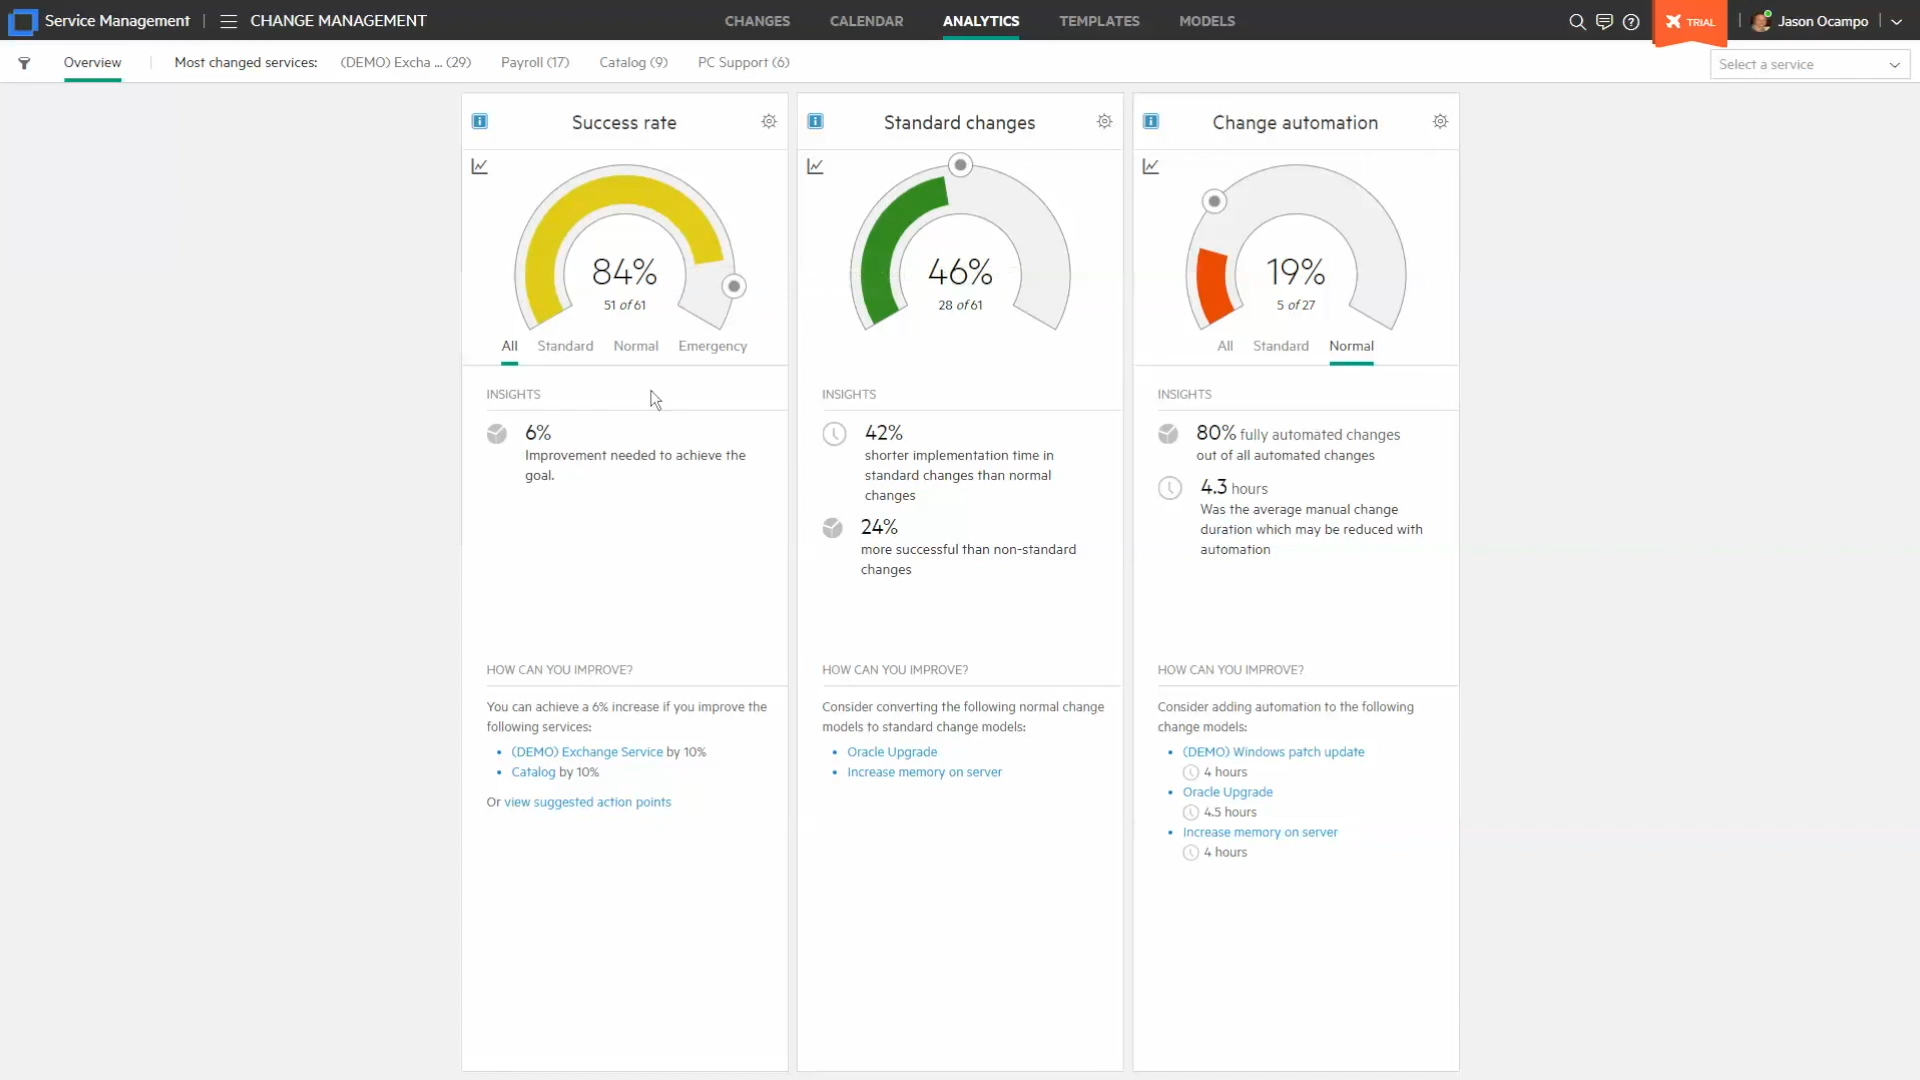 Service Management
CHANGE MANAGEMENT
CHANGES
CALENDAR
ANALYTICS
TEMPLATES
MODELS
TRIAL
Jason Ocampo
Overview
Most changed services:
(DEMO) Excha ... (29)
Payroll (17)
Catalog (9)
PC Support (6)
Select a service
Success rate
84%
51 of 61
All
Standard
Normal
Emergency
INSIGHTS
6%
Improvement needed to achieve the
goal.
HOW CAN YOU IMPROVE?
You can achieve a 6% increase if you improve the
following services:
• (DEMO) Exchange Service by 10%
• Catalog by 10%
Or view suggested action points
Standard changes
46%
28 of 61
INSIGHTS
42%
shorter implementation time in
standard changes than normal
changes
24%
more successful than non-standard
changes
HOW CAN YOU IMPROVE?
Consider converting the following normal change
models to standard change models:
• Oracle Upgrade
• Increase memory on server
Change automation
19%
5 of 27
All
Standard
Normal
INSIGHTS
80% fully automated changes
out of all automated changes
4.3 hours
Was the average manual change
duration which may be reduced with
automation
HOW CAN YOU IMPROVE?
Consider adding automation to the following
change models:
• (DEMO) Windows patch update
4 hours
• Oracle Upgrade
4.5 hours
• Increase memory on server
4 hours